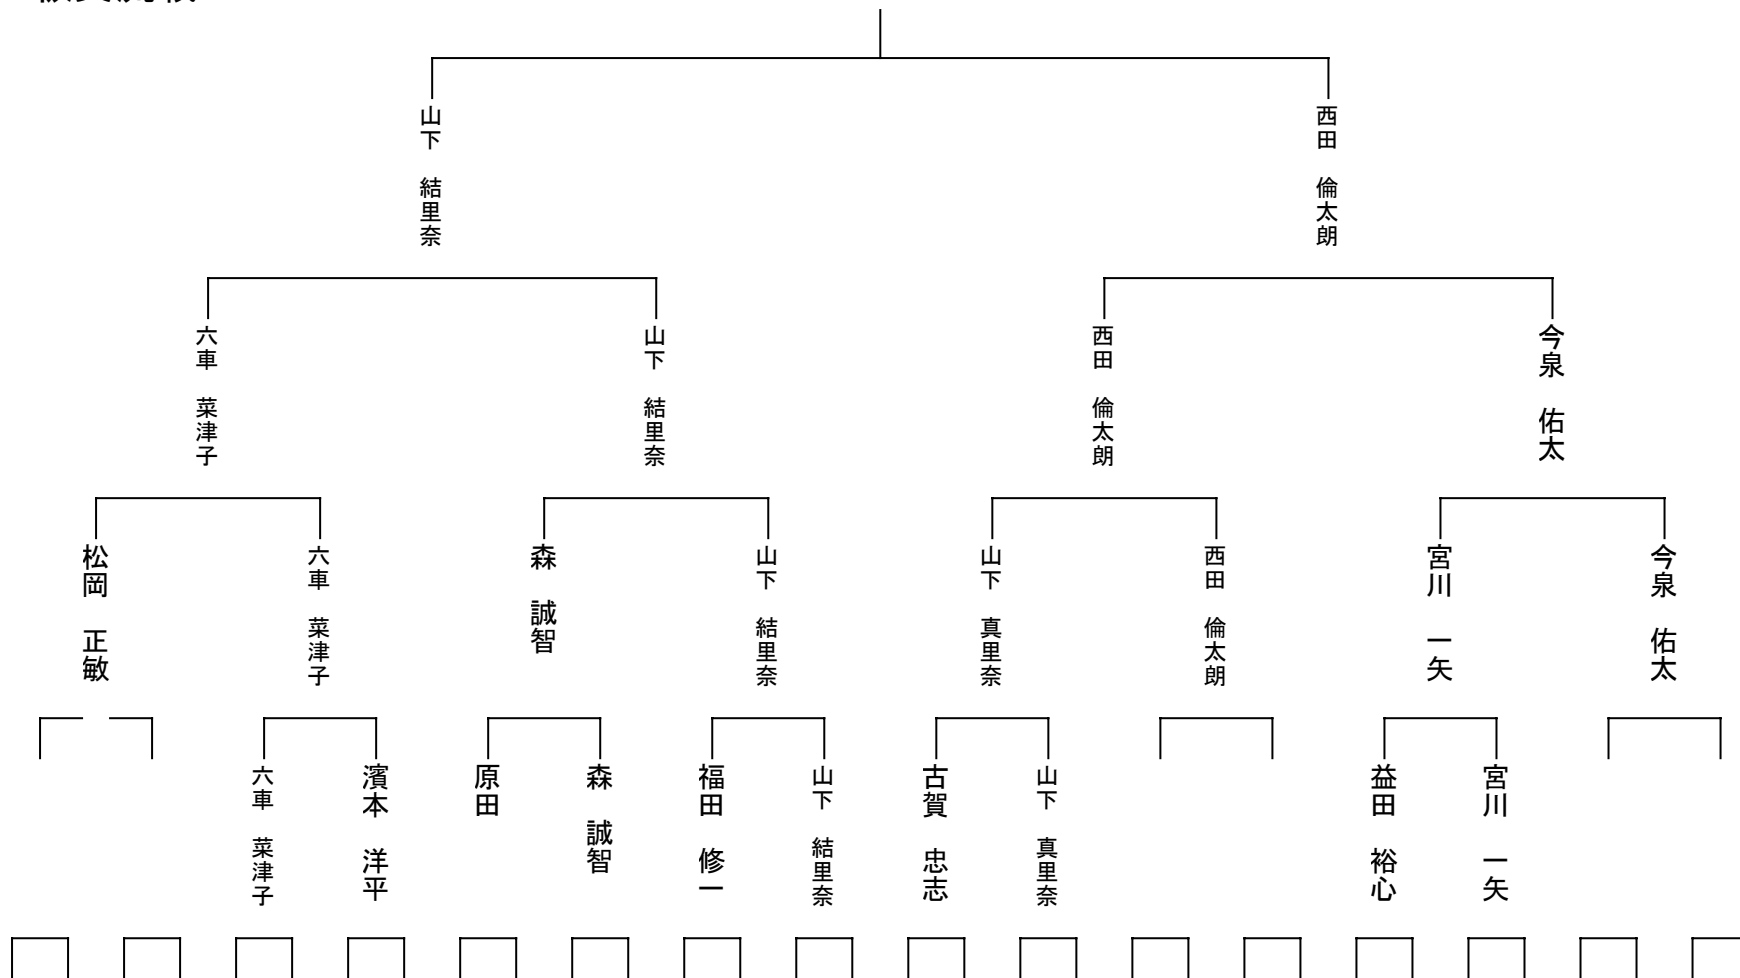 山下 結里奈
西田 倫太朗
六車 菜津子
山下 結里奈
西田 倫太朗
今泉 佑太
松岡 正敏
六車 菜津子
森 誠智
山下 結里奈
山下 真里奈
西田 倫太朗
宮川 一矢
今泉 佑太
六車 菜津子
濱本 洋平
原田
森 誠智
福田 修一
山下 結里奈
古賀 忠志
山下 真里奈
益田 裕心
宮川 一矢